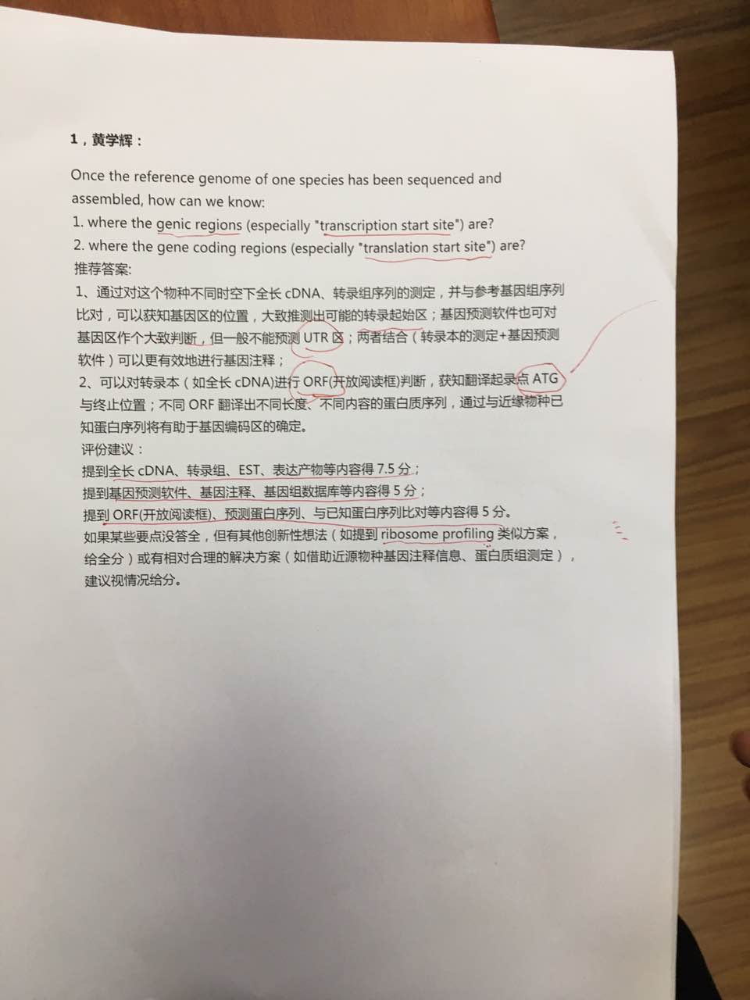 1，黄学辉：
Once the reference genome of one species has been sequenced and
assembled, how can we know:
1. where the genic regions (especially "transcription start site") are?
2. where the gene coding regions (especially "translation start site") are?
推荐答案:
1、通过对这个物种不同时空下全长 cDNA、转录组序列的测定，并与参考基因组序列
比对，可以获知基因区的位置，大致推测出可能的转录起始区；基因预测软件也可对
基因区作个大致判断，但一般不能预测 UTR 区；两者结合（转录本的测定+基因预测
软件）可以更有效地进行基因注释；
2、可以对转录本（如全长 cDNA)进行 ORF(开放阅读框)判断，获知翻译起录点 ATG
与终止位置；不同 ORF 翻译出不同长度、不同内容的蛋白质序列，通过与近缘物种已
知蛋白序列将有助于基因编码区的确定。
评份建议：
提到全长 cDNA、转录组、EST、表达产物等内容得 7.5 分；
提到基因预测软件、基因注释、基因组数据库等内容得 5 分；
提到 ORF(开放阅读框)、预测蛋白序列、与已知蛋白序列比对等内容得 5 分。
如果某些要点没答全，但有其他创新性想法（如提到 ribosome profiling 类似方案，
给全分）或有相对合理的解决方案（如借助近源物种基因注释信息、蛋白质组测定），
建议视情况给分。